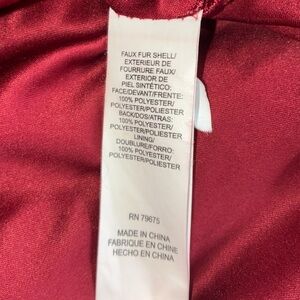 FAUX FUR SHELL/
EXTERIEUR DE
FOURRURE FAUX/
EXTERIOR DE
PIEL SINTÉTICO:
FACE/DEVANT/FRENTE:
100% POLYESTER/
POLYESTER/POLIESTER
BACK/DOS/ATRAS:
100% POLYESTER/
POLYESTER/POLIESTER
LINING/
DOUBLURE/FORRO:
100% POLYESTER/
POLYESTER/POLIESTER
RN 79675
MADE IN CHINA
FABRIQUE EN CHINE
HECHO EN CHINA